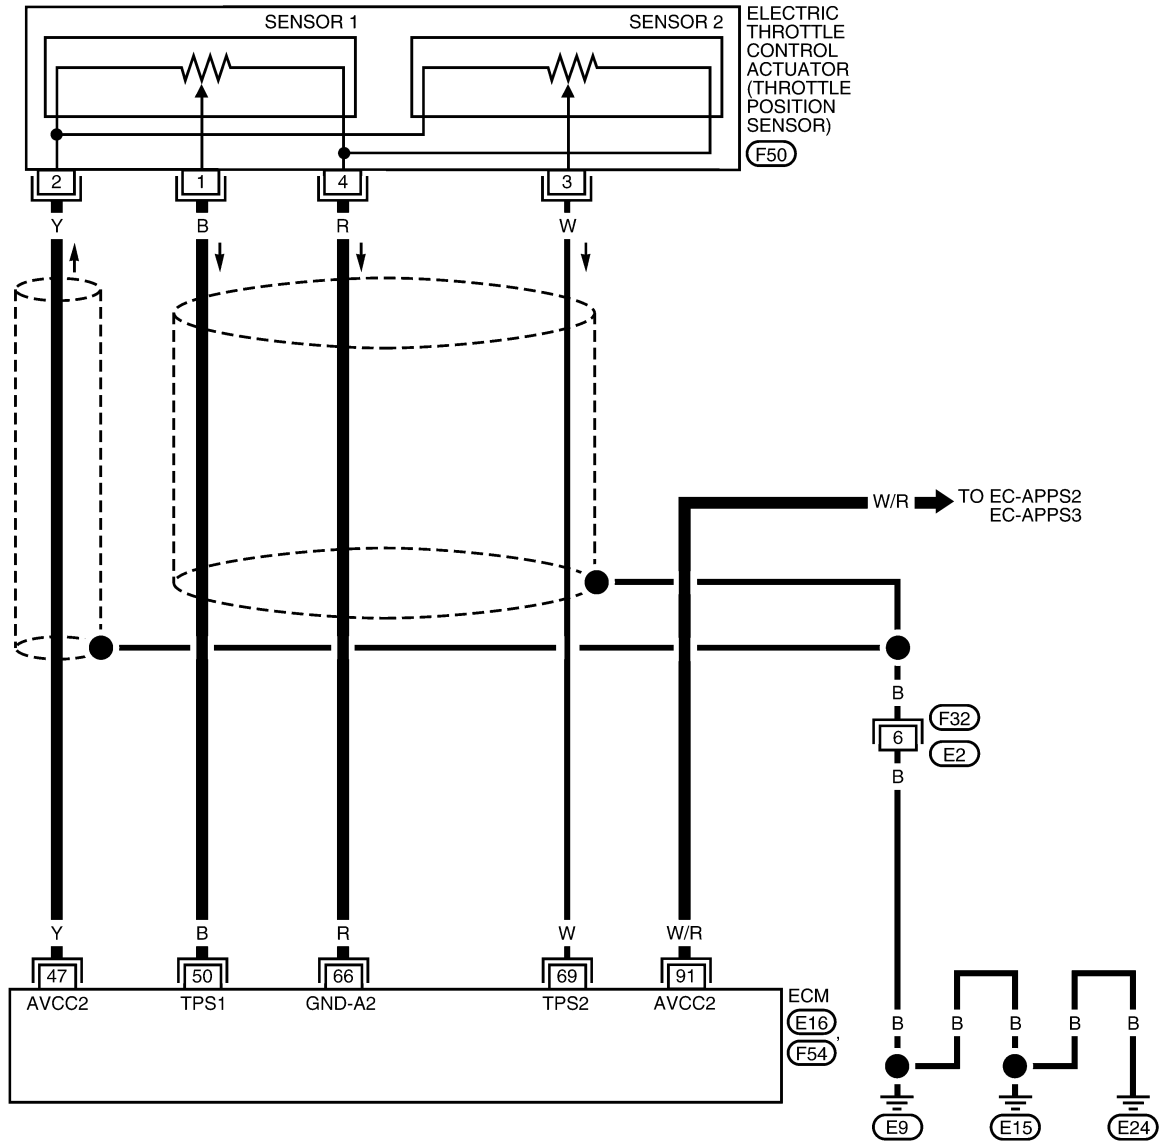 SENSOR 1
SENSOR 2
ELECTRIC
THROTTLE
CONTROL
ACTUATOR
(THROTTLE
POSITION
SENSOR)
F50
2
1
4
3
Y
B
R
W
W/R
TO EC-APPS2
EC-APPS3
B
F32
6
E2
B
Y
B
R
W
W/R
47
50
66
69
91
AVCC2
TPS1
GND-A2
TPS2
AVCC2
ECM
E16
,
F54
B
B
B
B
B
E9
E15
E24